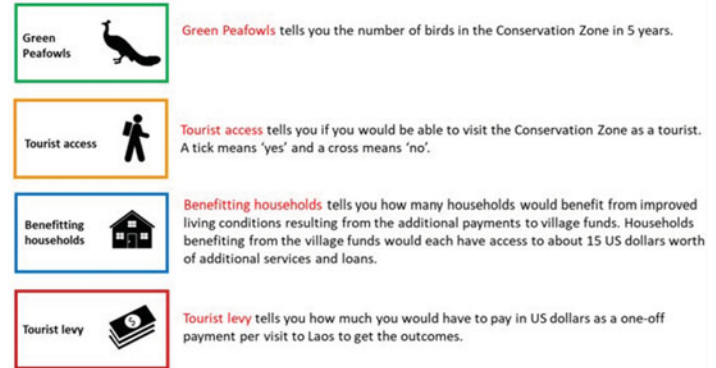 Green
Peafowls
Green Peafowls tells you the number of birds in the Conservation Zone in 5 years.
Tourist access
Tourist access tells you if you would be able to visit the Conservation Zone as a tourist.
A tick means ‘yes’ and a cross means ‘no’.
Benefitting
households
Benefitting households tells you how many households would benefit from improved
living conditions resulting from the additional payments to village funds. Households
benefiting from the village funds would each have access to about 15 US dollars worth
of additional services and loans.
Tourist levy
$
Tourist levy tells you how much you would have to pay in US dollars as a one-off
payment per visit to Laos to get the outcomes.